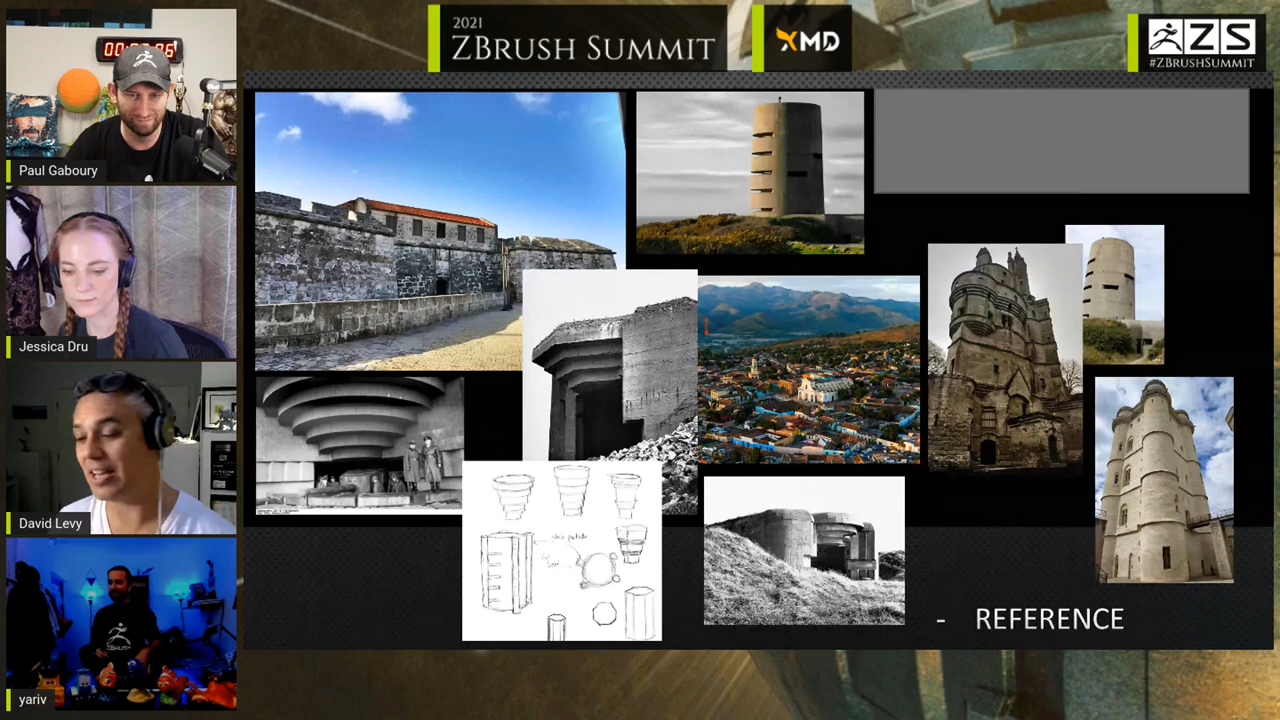 2021
ZBRUSH SUMMIT
XMD
ZS
#ZBRUSHSUMMIT
Paul Gaboury
Jessica Dru
David Levy
yariv
- REFERENCE